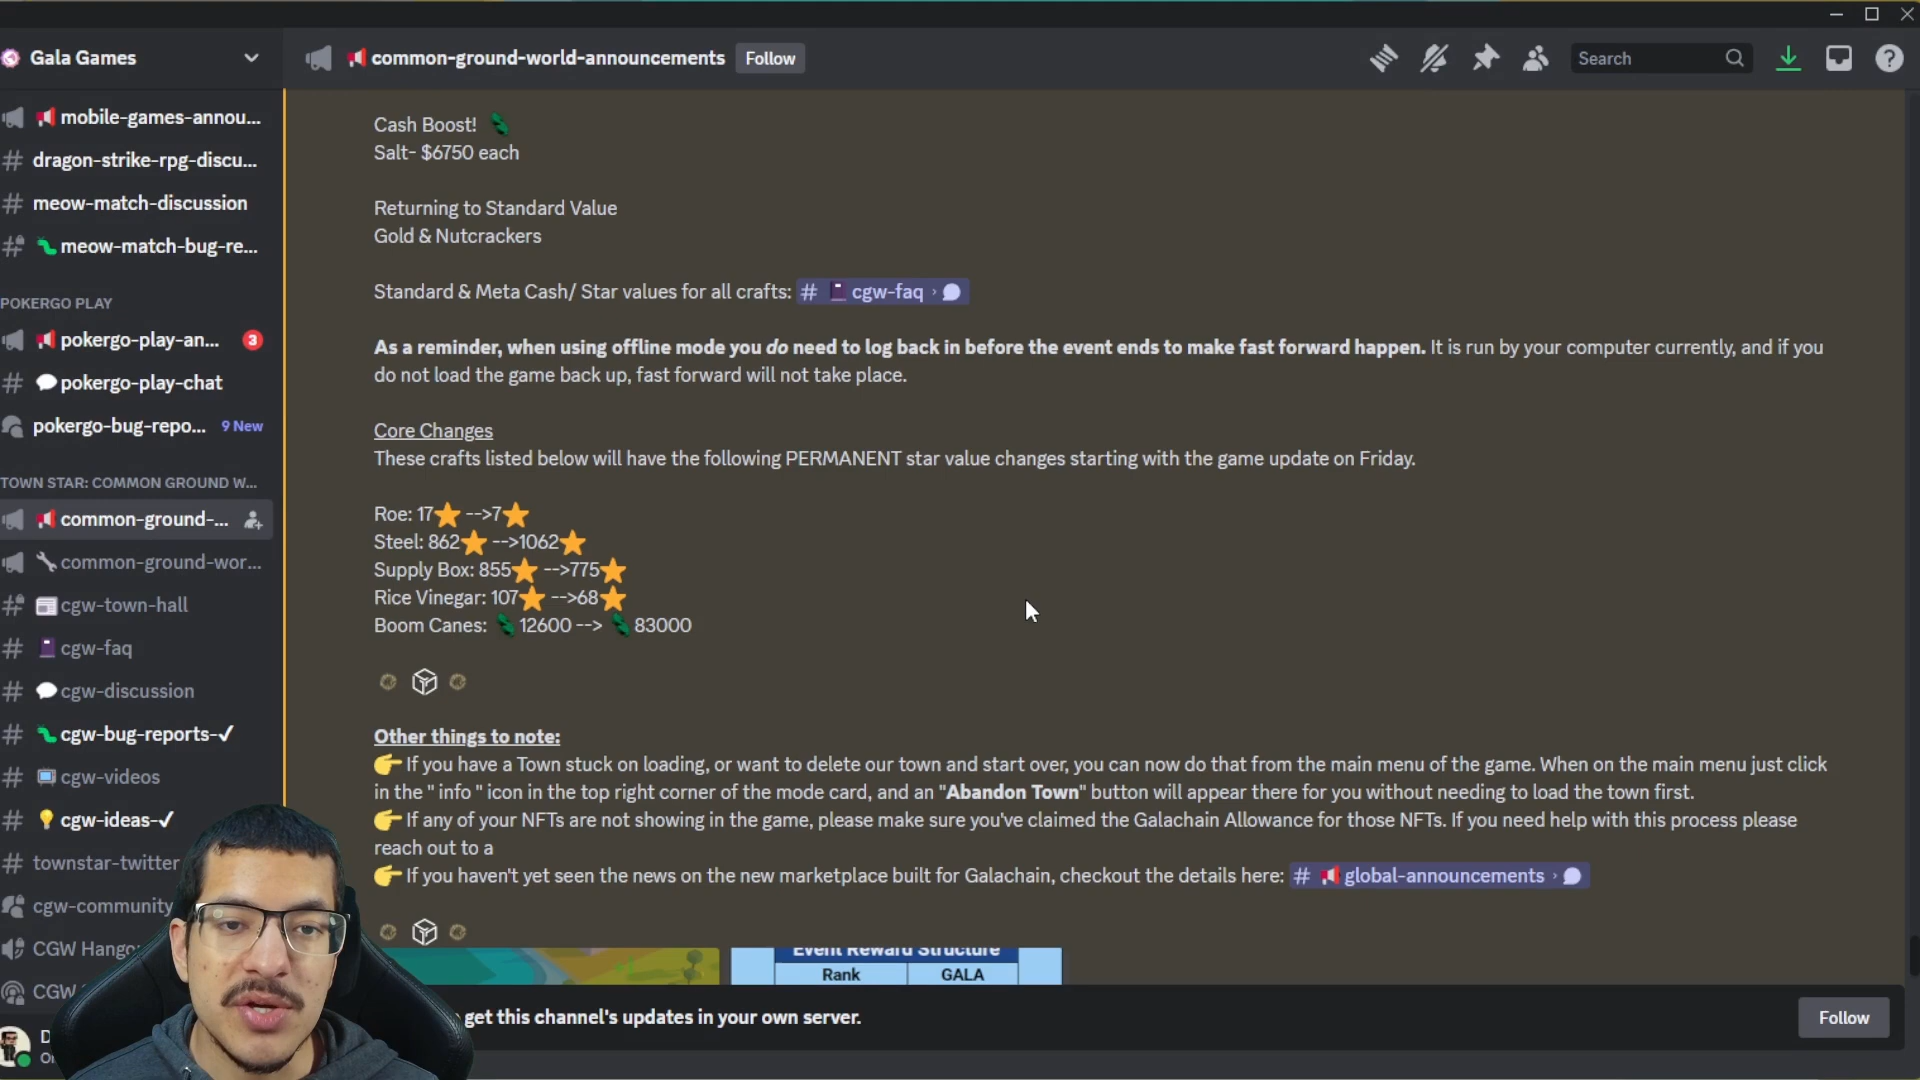 Gala Games
common-ground-world-announcements
Follow
Search
mobile-games-annou...
dragon-strike-rpg-discu...
meow-match-discussion
meow-match-bug-re...
POKERGO PLAY
pokergo-play-an...
3
pokergo-play-chat
pokergo-bug-repo...
9 New
TOWN STAR: COMMON GROUND W...
common-ground-...
common-ground-wor...
cgw-town-hall
cgw-faq
cgw-discussion
cgw-bug-reports-✓
cgw-videos
cgw-ideas-✓
townstar-twitter
cgw-community
CGW Hango
CGW
D
Cash Boost!
Salt- $6750 each
Returning to Standard Value
Gold & Nutcrackers
Standard & Meta Cash/ Star values for all crafts: # cgw-faq ›
As a reminder, when using offline mode you do need to log back in before the event ends to make fast forward happen. It is run by your computer currently, and if you
do not load the game back up, fast forward will not take place.
Core Changes
These crafts listed below will have the following PERMANENT star value changes starting with the game update on Friday.
Roe: 17⭐ -->7⭐
Steel: 862⭐ -->1062⭐
Supply Box: 855⭐ -->775⭐
Rice Vinegar: 107⭐ -->68⭐
Boom Canes: 12600 --> 83000
Other things to note:
👉If you have a Town stuck on loading, or want to delete our town and start over, you can now do that from the main menu of the game. When on the main menu just click
in the " info " icon in the top right corner of the mode card, and an "Abandon Town" button will appear there for you without needing to load the town first.
👉If any of your NFTs are not showing in the game, please make sure you've claimed the Galachain Allowance for those NFTs. If you need help with this process please
reach out to a
👉If you haven't yet seen the news on the new marketplace built for Galachain, checkout the details here: # global-announcements ›
Event Reward Structure
Rank GALA
get this channel's updates in your own server.
Follow